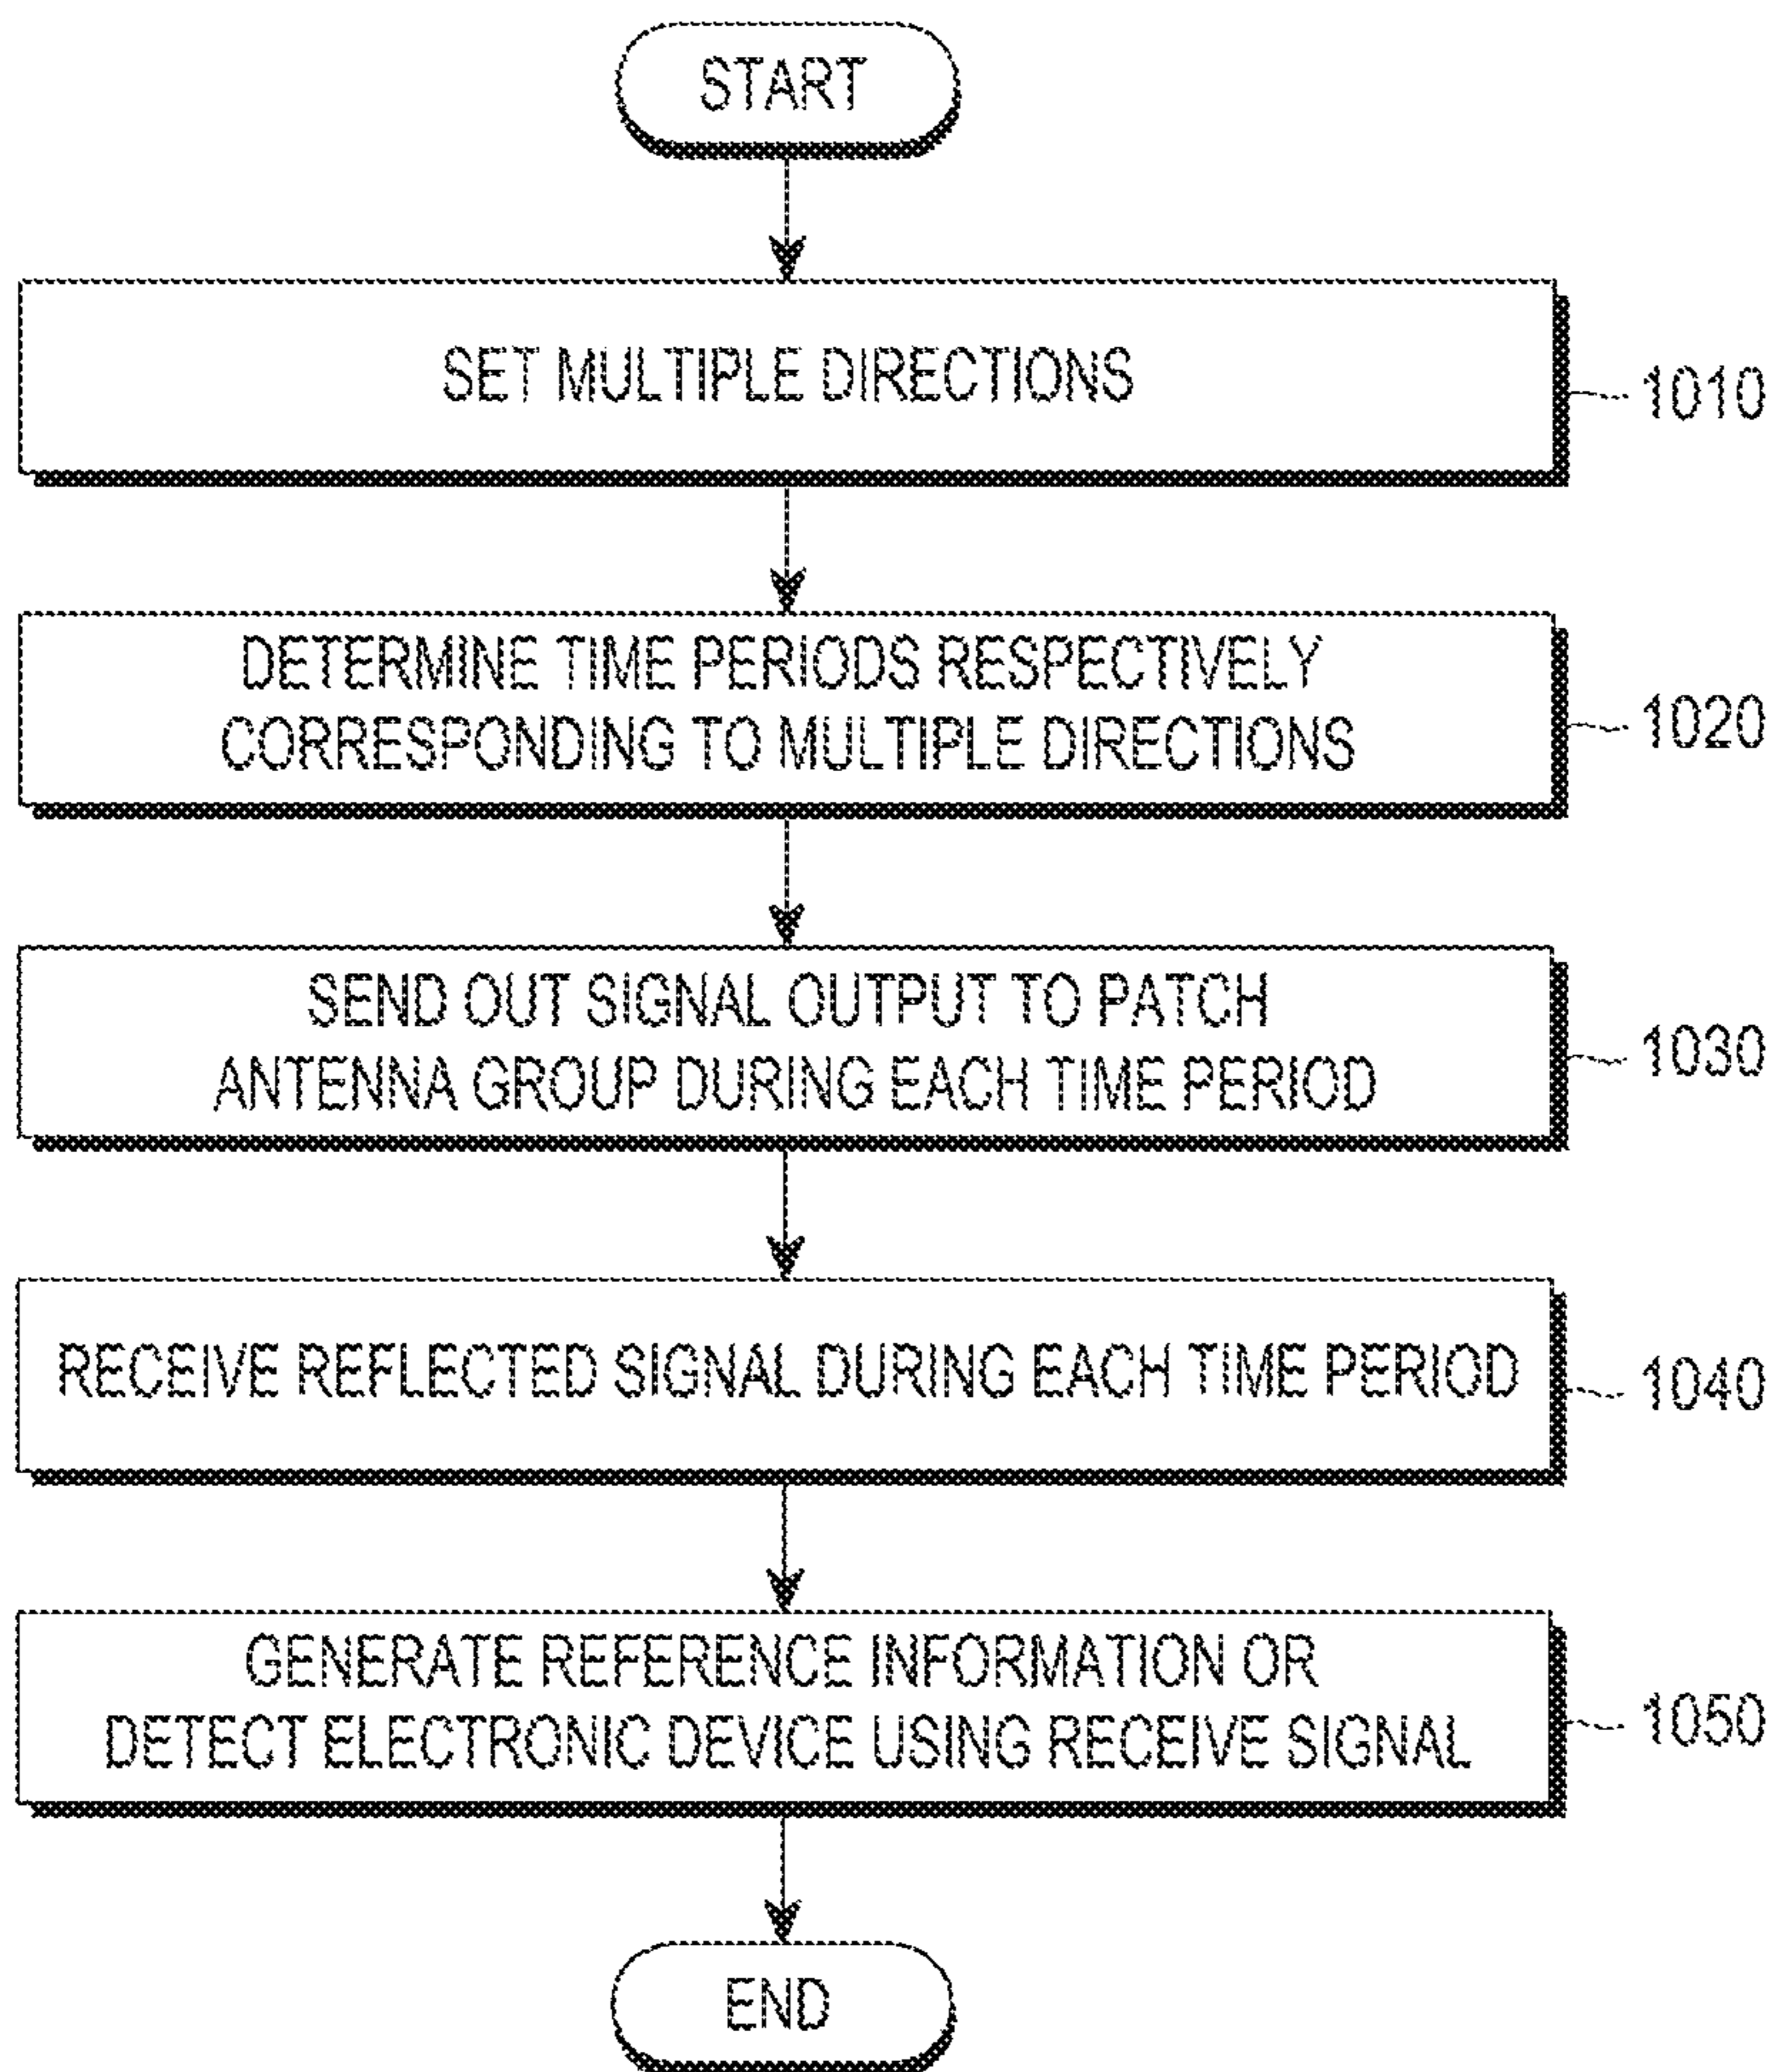 START
SET MULTIPLE DIRECTIONS
1010
DETERMINE TIME PERIODS RESPECTIVELY
CORRESPONDING TO MULTIPLE DIRECTIONS
1020
SEND OUT SIGNAL OUTPUT TO PATCH
ANTENNA GROUP DURING EACH TIME PERIOD
1030
RECEIVE REFLECTED SIGNAL DURING EACH TIME PERIOD
1040
GENERATE REFERENCE INFORMATION OR
DETECT ELECTRONIC DEVICE USING RECEIVE SIGNAL
1050
END